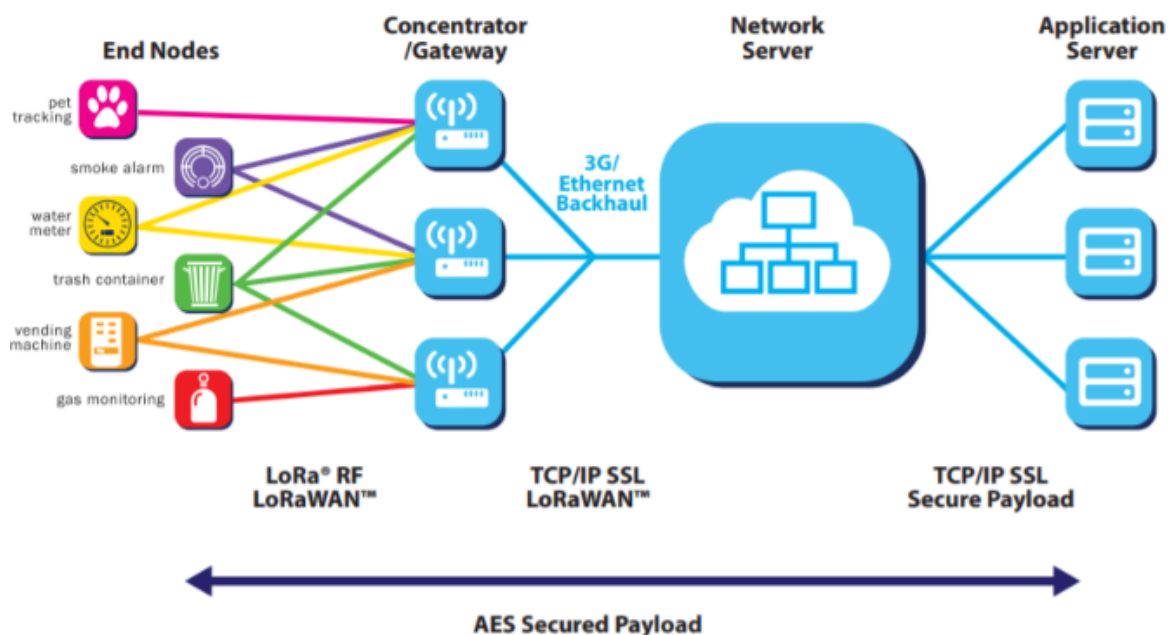 End Nodes
Concentrator
/Gateway
Network
Server
Application
Server
pet
tracking
smoke alarm
water
meter
trash container
vending
machine
gas monitoring
3G/
Ethernet
Backhaul
LoRa® RF
LoRaWAN™
TCP/IP SSL
LoRaWAN™
TCP/IP SSL
Secure Payload
AES Secured Payload